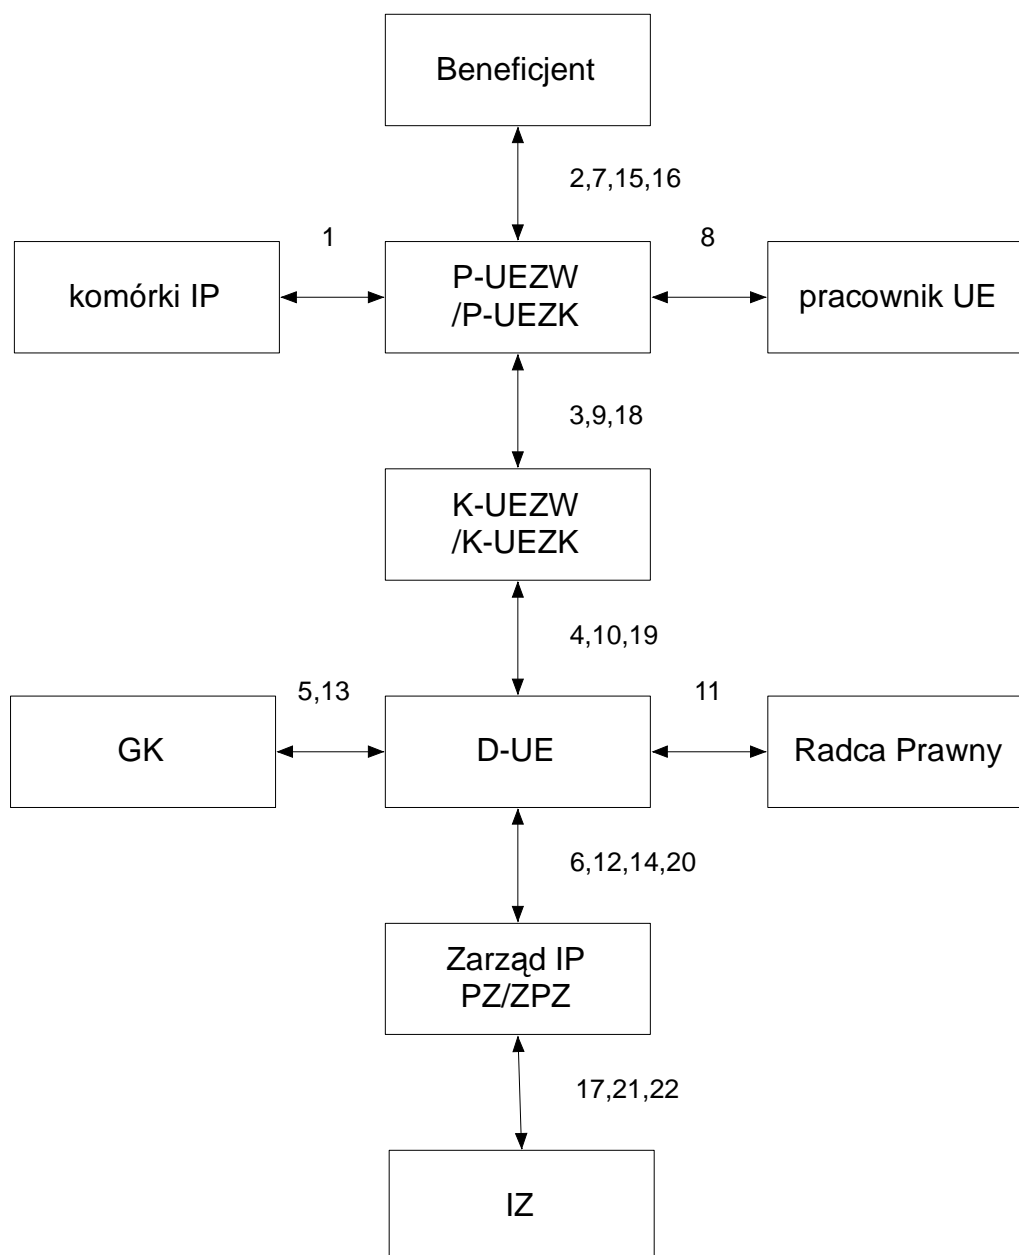 Beneficjent
2,7,15,16
1
8
komórki IP
P-UEZW
/P-UEZK
pracownik UE
3,9,18
K-UEZW
/K-UEZK
4,10,19
5,13
11
GK
D-UE
Radca Prawny
6,12,14,20
Zarząd IP
PZ/ZPZ
17,21,22
IZ